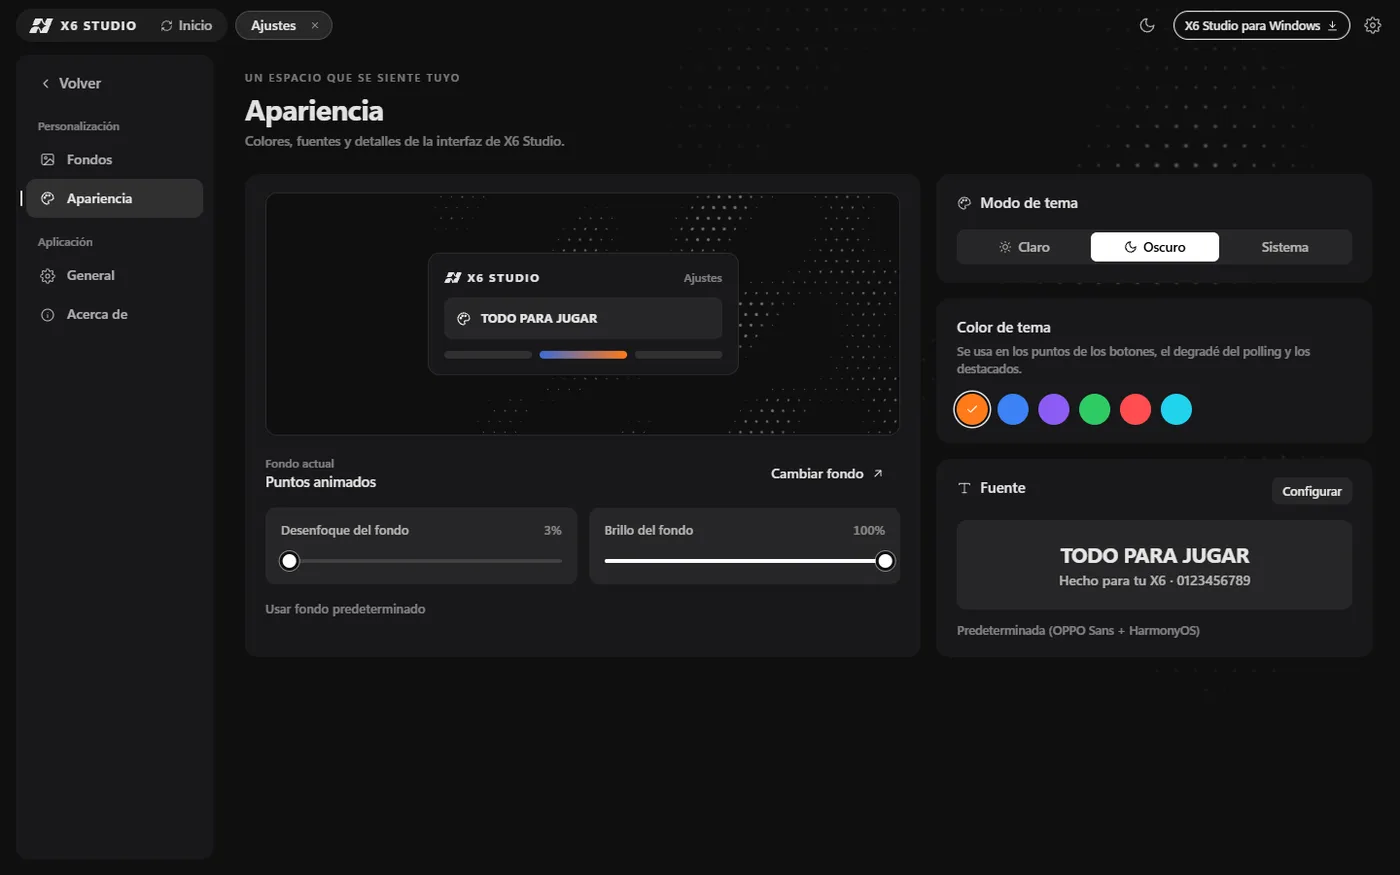 X6 STUDIO
Inicio
Ajustes
X6 Studio para Windows
Volver
Personalización
Fondos
Apariencia
Aplicación
General
Acerca de
UN ESPACIO QUE SE SIENTE TUYO
Apariencia
Colores, fuentes y detalles de la interfaz de X6 Studio.
X6 STUDIO
Ajustes
TODO PARA JUGAR
Fondo actual
Puntos animados
Cambiar fondo
Desenfoque del fondo
3%
Brillo del fondo
100%
Usar fondo predeterminado
Modo de tema
Claro
Oscuro
Sistema
Color de tema
Se usa en los puntos de los botones, el degradé del polling y los
destacados.
Fuente
Configurar
TODO PARA JUGAR
Hecho para tu X6 · 0123456789
Predeterminada (OPPO Sans + HarmonyOS)